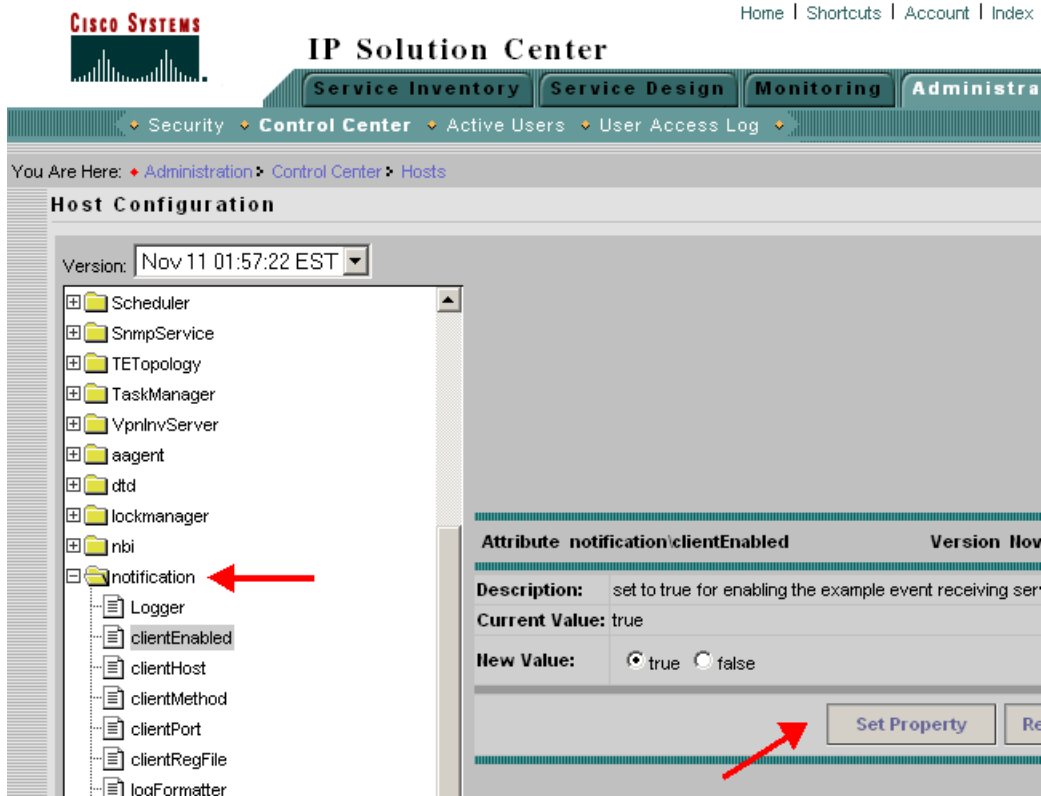 Home | Shortcuts | Account | Index
CISCO SYSTEMS
IP Solution Center
Service Inventory Service Design Monitoring Administra
Security Control Center Active Users User Access Log
You Are Here: Administration Control Center Hosts
Host Configuration
Version: Nov 11 01:57:22 EST
Scheduler
SnmpService
TETopology
TaskManager
VpnInvServer
aagent
dtd
lockmanager
nbi
notification
Logger
clientEnabled
clientHost
clientMethod
clientPort
clientRegFile
logFormatter
Attribute notification\clientEnabled Version Nov
Description: set to true for enabling the example event receiving ser
Current Value: true
New Value: true false
Set Property Re